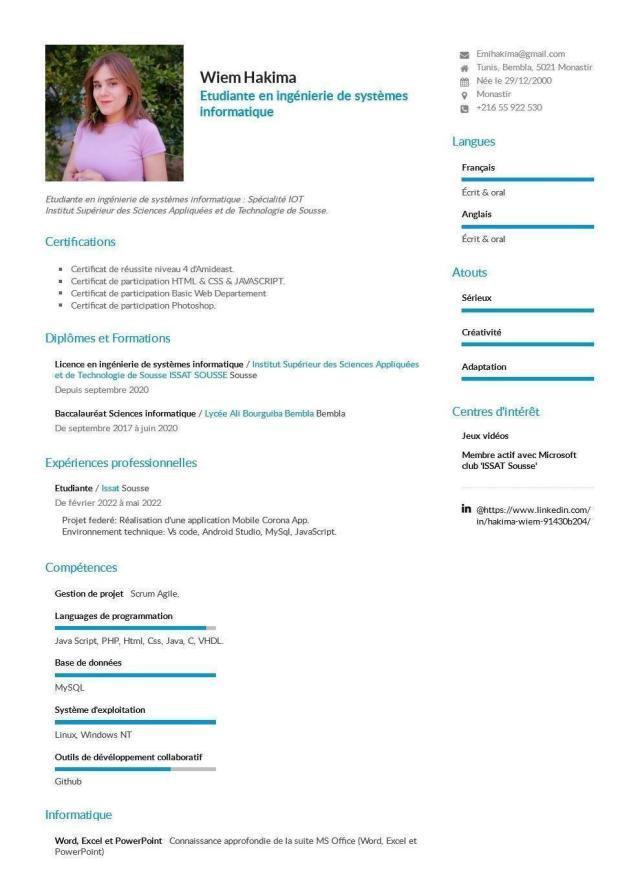 Wiem Hakima
Etudiante en ingénierie de systèmes
informatique
Etudiante en ingénierie de systèmes informatique : Spécialité IOT
Institut Supérieur des Sciences Appliquées et de Technologie de Sousse.
Certifications
Certificat de réussite niveau 4 d'Amideast.
Certificat de participation HTML & CSS & JAVASCRIPT.
Certificat de participation Basic Web Departement
Certificat de participation Photoshop.
Diplômes et Formations
Licence en ingénierie de systèmes informatique / Institut Supérieur des Sciences Appliquées
et de Technologie de Sousse ISSAT SOUSSE Sousse
Depuis septembre 2020
Baccalauréat Sciences informatique / Lycée Ali Bourguiba Bembla Bembla
De septembre 2017 à juin 2020
Expériences professionnelles
Etudiante / Issat Sousse
De février 2022 à mai 2022
Projet federé: Réalisation d'une application Mobile Corona App.
Environnement technique: Vs code, Android Studio, MySql, JavaScript.
Compétences
Gestion de projet Scrum Agile.
Languages de programmation
Java Script, PHP, Html, Css, Java, C, VHDL.
Base de données
MySQL
Système d'exploitation
Linux, Windows NT
Outils de dévéloppement collaboratif
Github
Informatique
Word, Excel et PowerPoint Connaissance approfondie de la suite MS Office (Word, Excel et
PowerPoint)
Emihakima@gmail.com
Tunis, Bembla, 5021 Monastir
Née le 29/12/2000
Monastir
+216 55 922 530
Langues
Français
Écrit & oral
Anglais
Écrit & oral
Atouts
Sérieux
Créativité
Adaptation
Centres d'intérêt
Jeux vidéos
Membre actif avec Microsoft
club 'ISSAT Sousse'
in @https://www.linkedin.com/
in/hakima-wiem-91430b204/